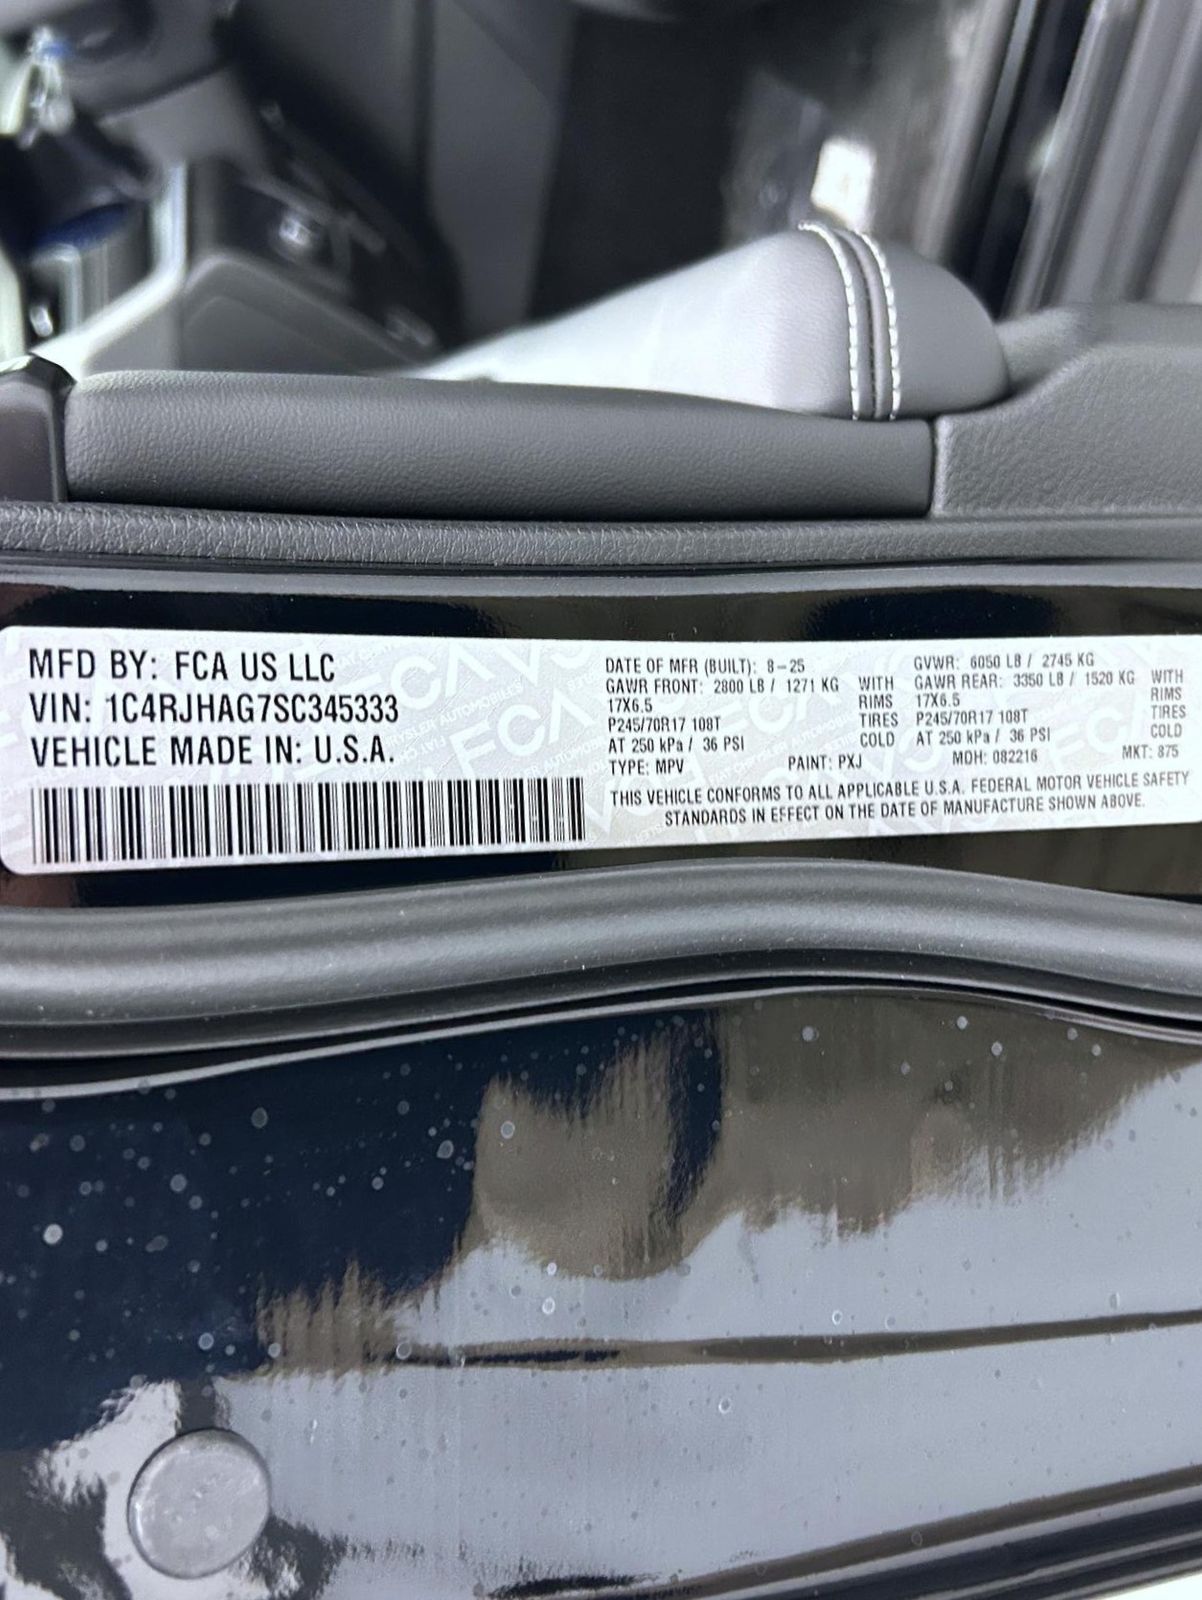 MFD BY: FCA US LLC
VIN: 1C4RJHAG7SC345333
VEHICLE MADE IN: U.S.A.
DATE OF MFR (BUILT): 8-25
GAWR FRONT: 2800 LB / 1271 KG WITH
17X6.5 RIMS
P245/70R17 108T TIRES
AT 250 kPa / 36 PSI COLD
GVWR: 6050 LB / 2745 KG
GAWR REAR: 3350 LB / 1520 KG WITH
17X6.5 RIMS
P245/70R17 108T TIRES
AT 250 kPa / 36 PSI COLD
TYPE: MPV PAINT: PXJ MDH: 082216 MKT: 875
THIS VEHICLE CONFORMS TO ALL APPLICABLE U.S.A. FEDERAL MOTOR VEHICLE SAFETY
STANDARDS IN EFFECT ON THE DATE OF MANUFACTURE SHOWN ABOVE.